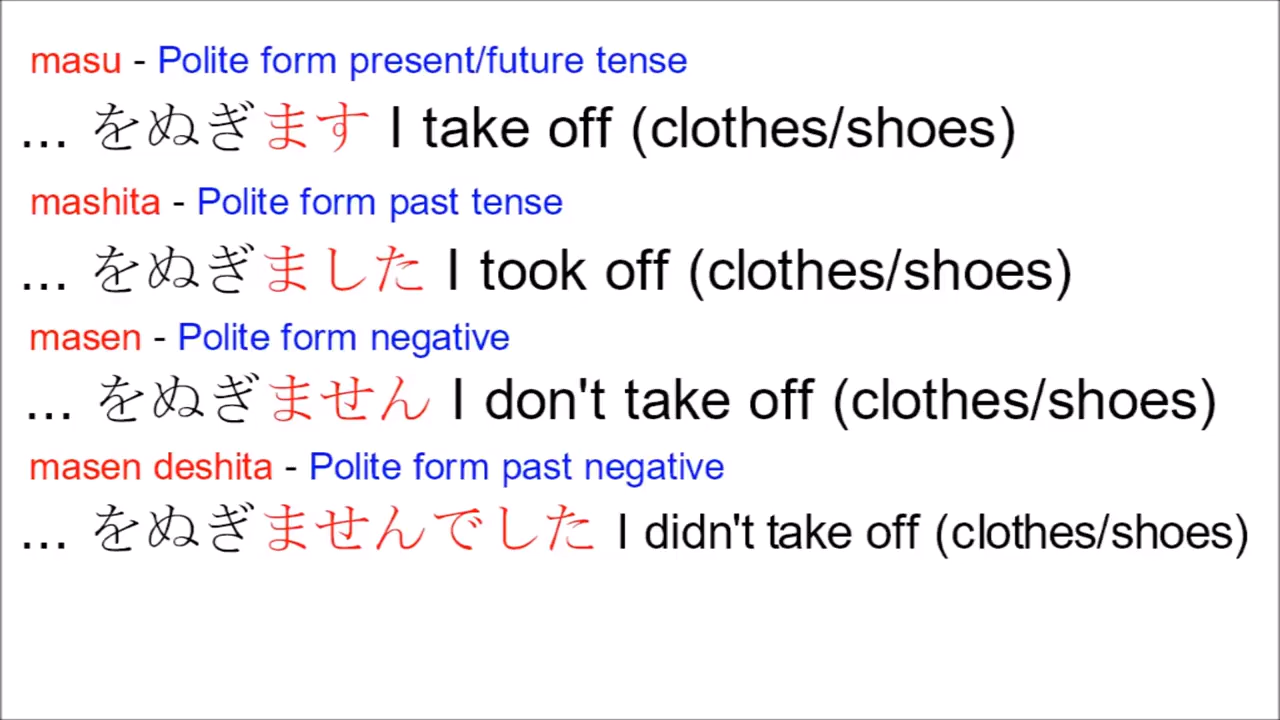 masu - Polite form present/future tense
... をぬぎます I take off (clothes/shoes)
mashita - Polite form past tense
... をぬぎました I took off (clothes/shoes)
masen - Polite form negative
... をぬぎません I don't take off (clothes/shoes)
masen deshita - Polite form past negative
... をぬぎませんでした I didn't take off (clothes/shoes)